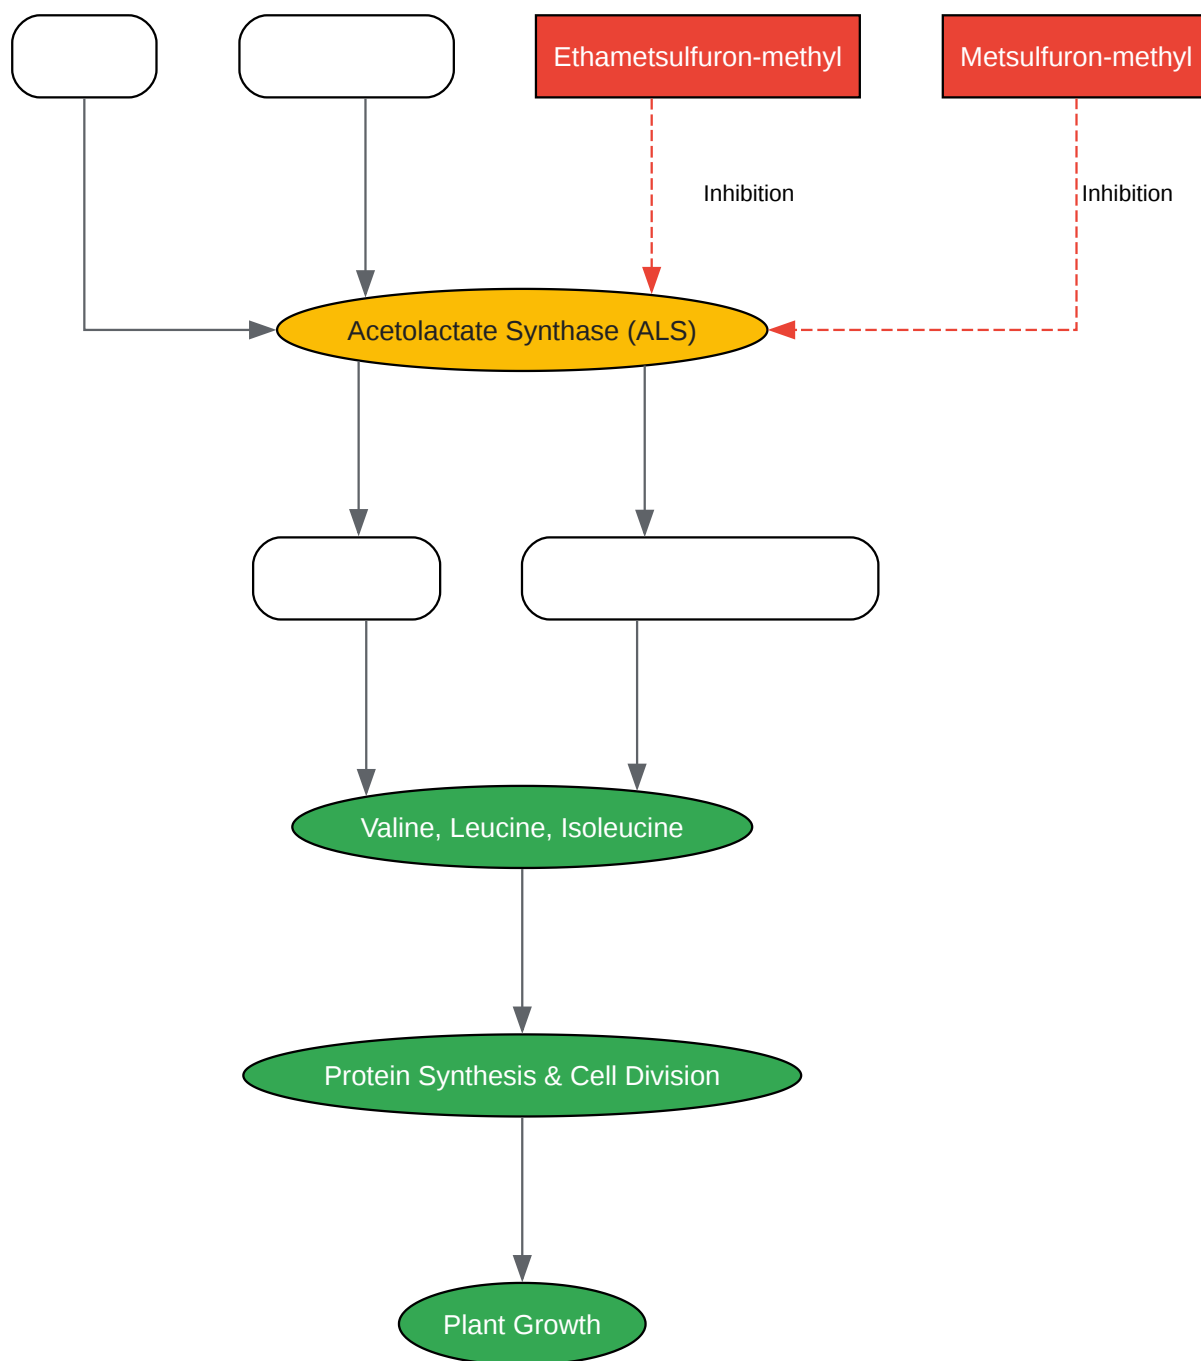 Ethametsulfuron-methyl
Metsulfuron-methyl
Inhibition
Inhibition
Acetolactate Synthase (ALS)
Valine, Leucine, Isoleucine
Protein Synthesis & Cell Division
Plant Growth